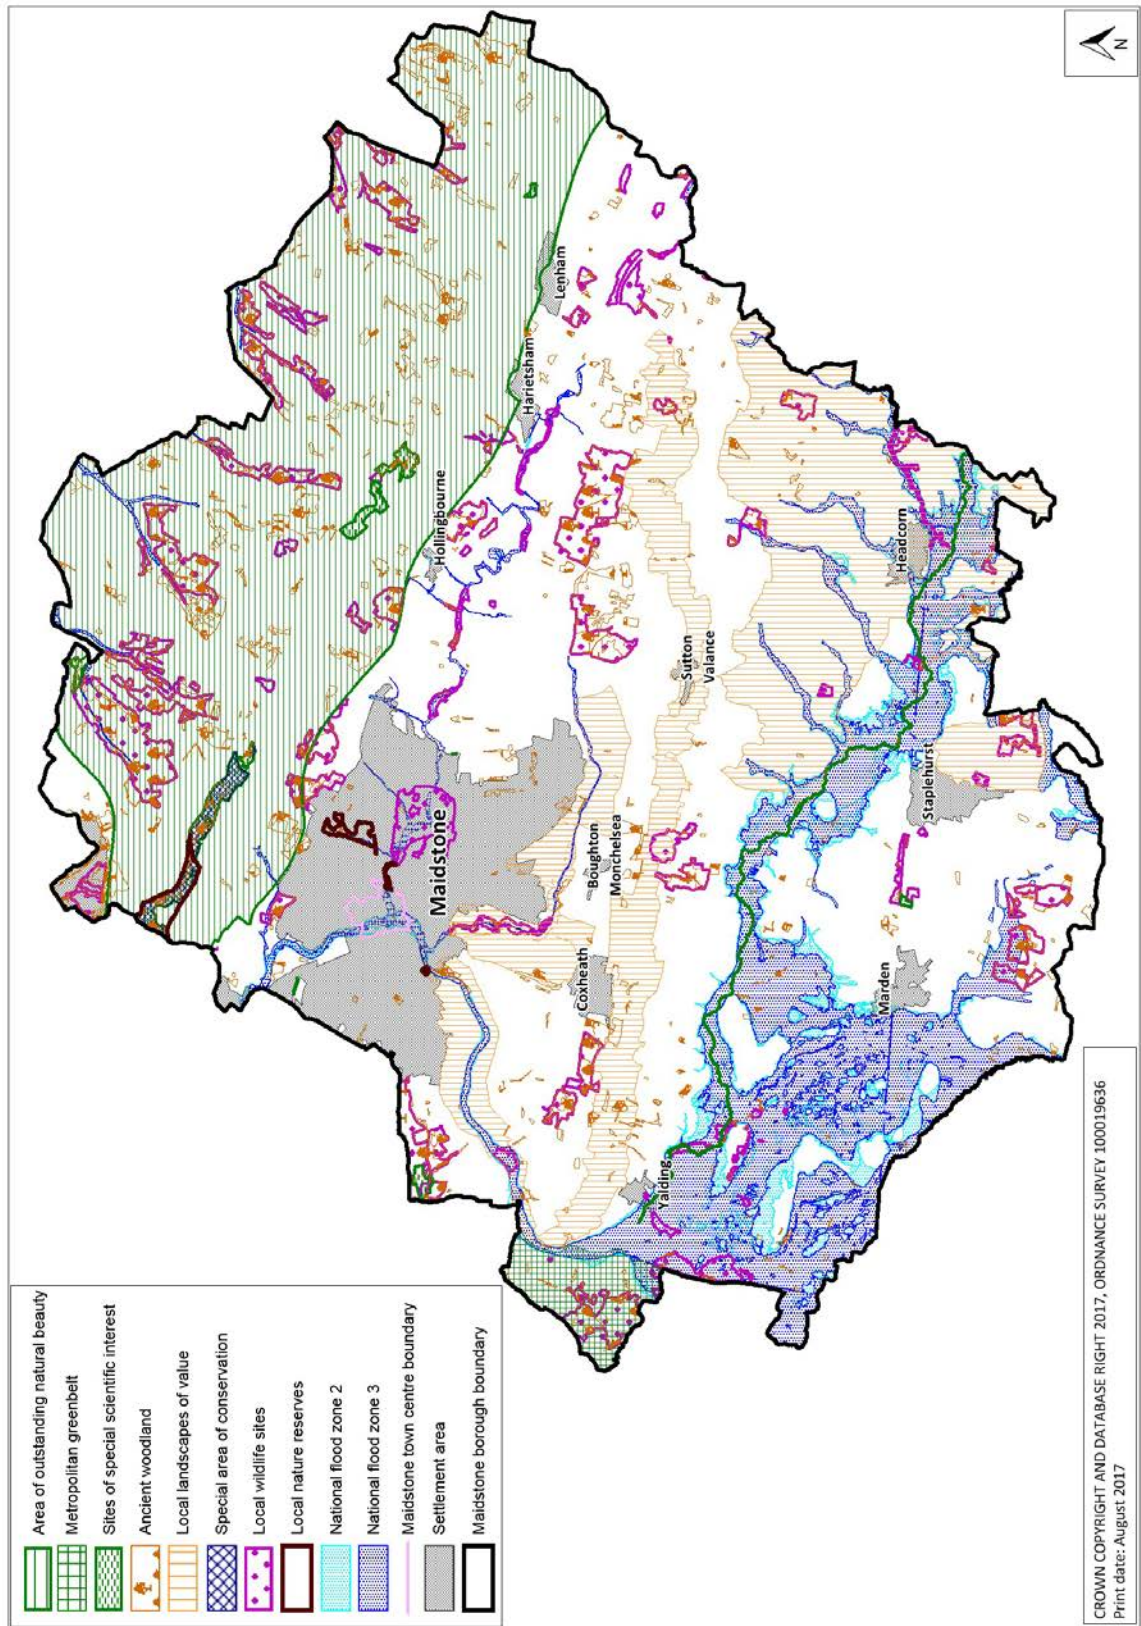 Area of outstanding natural beauty
Metropolitan greenbelt
Sites of special scientific interest
Ancient woodland
Local landscapes of value
Special area of conservation
Local wildlife sites
Local nature reserves
National flood zone 2
National flood zone 3
Maidstone town centre boundary
Settlement area
Maidstone borough boundary
N
Maidstone
Hollingbourne
Harietsham
Lenham
Boughton
Monchelsea
Coxheath
Sutton
Valance
Yalding
Headcorn
Staplehurst
Marden
CROWN COPYRIGHT AND DATABASE RIGHT 2017, ORDNANCE SURVEY 100019636
Print date: August 2017